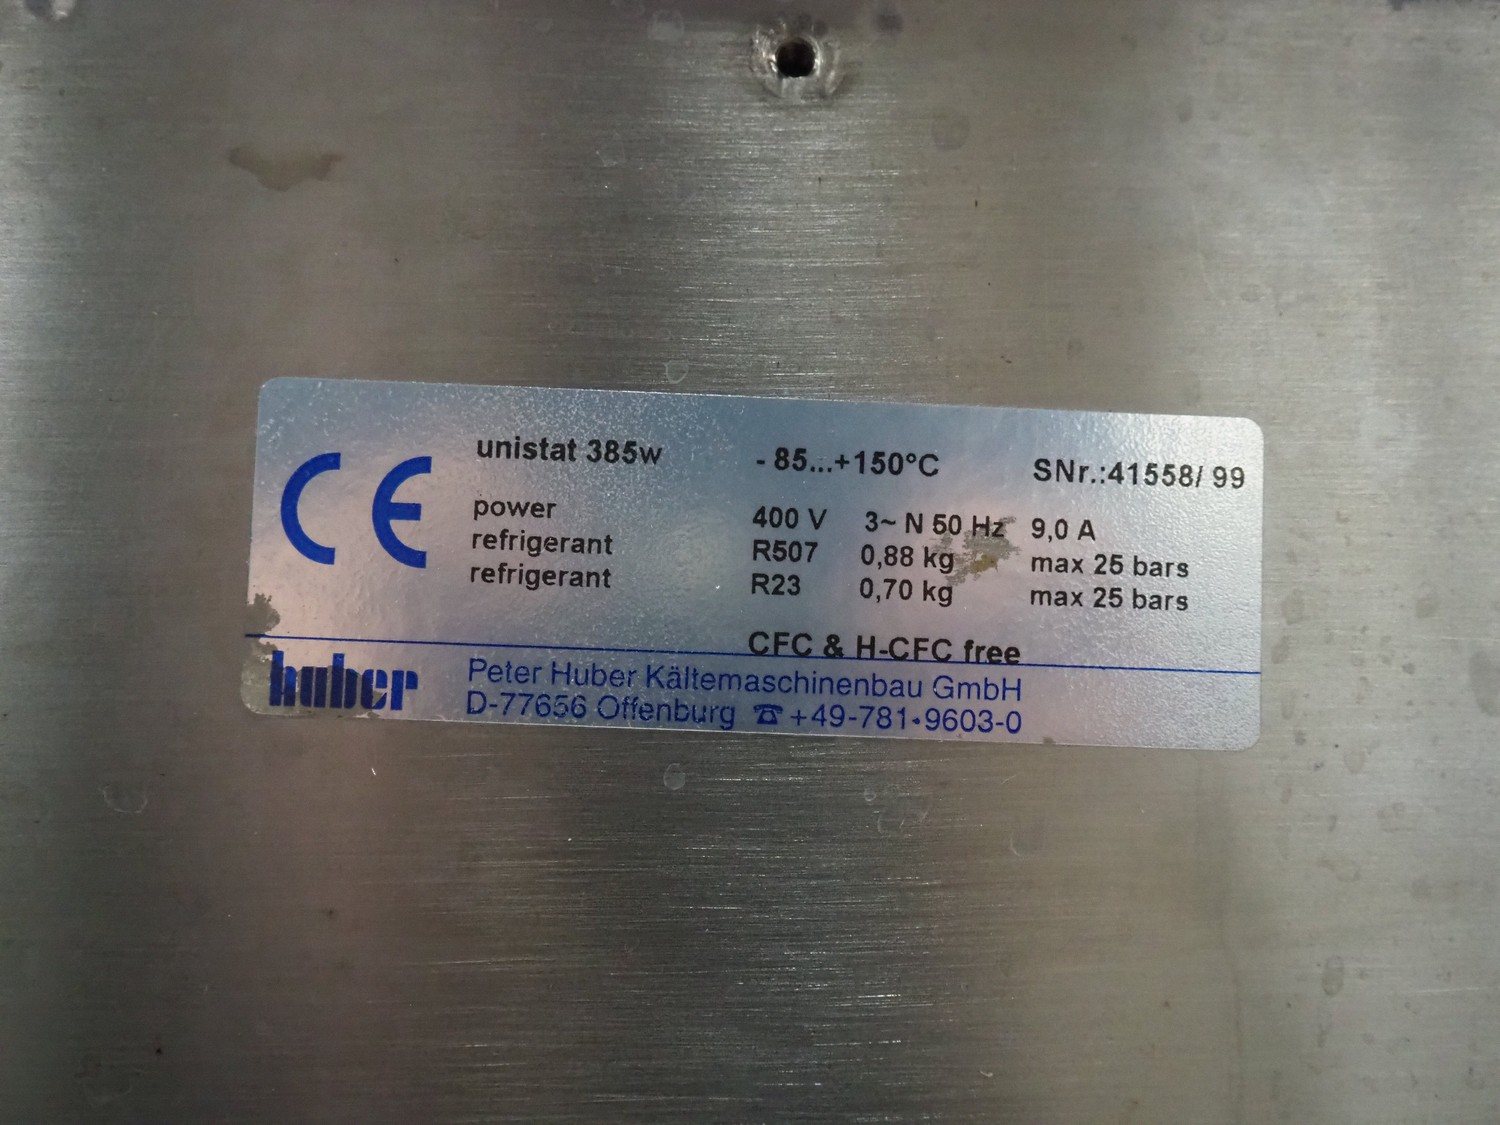 CE
unistat 385w - 85...+150°C SNr.:41558/ 99
power 400 V 3~ N 50 Hz 9,0 A
refrigerant R507 0,88 kg max 25 bars
refrigerant R23 0,70 kg max 25 bars
CFC & H-CFC free
huber
Peter Huber Kältemaschinenbau GmbH
D-77656 Offenburg ☎ +49-781•9603-0